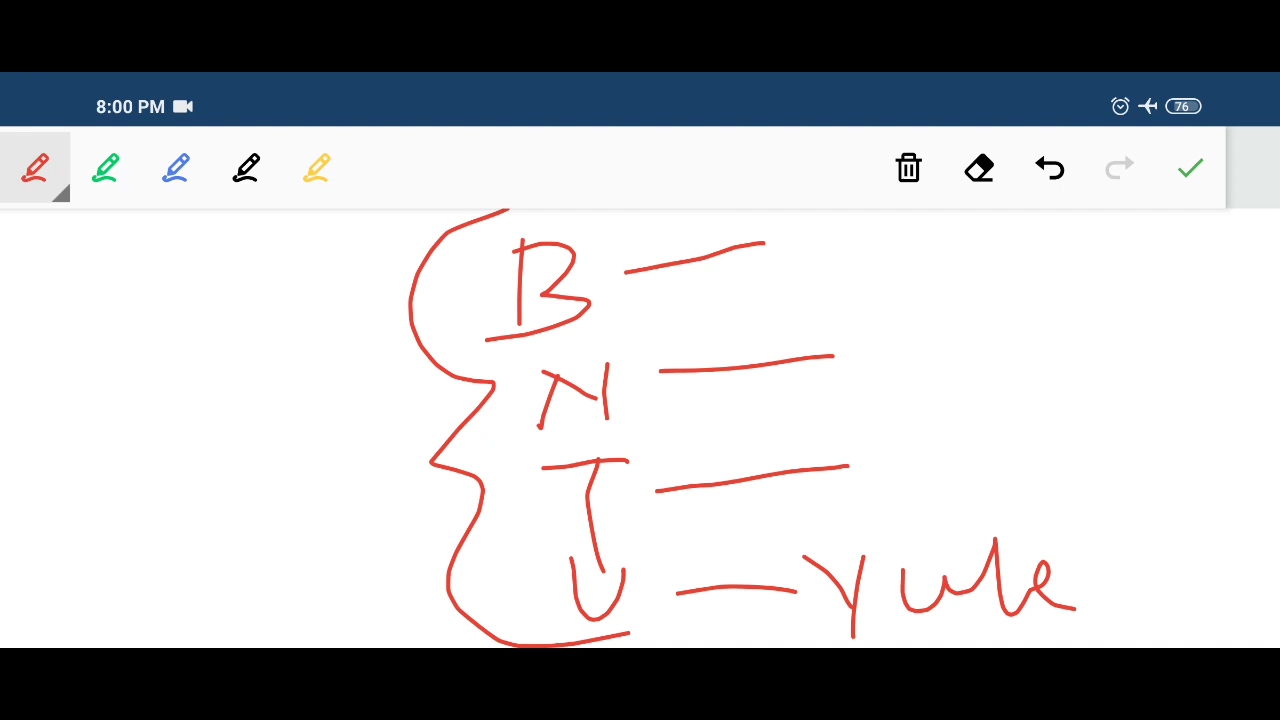 8:00 PM 76
B —
N —
T —
U — Yule